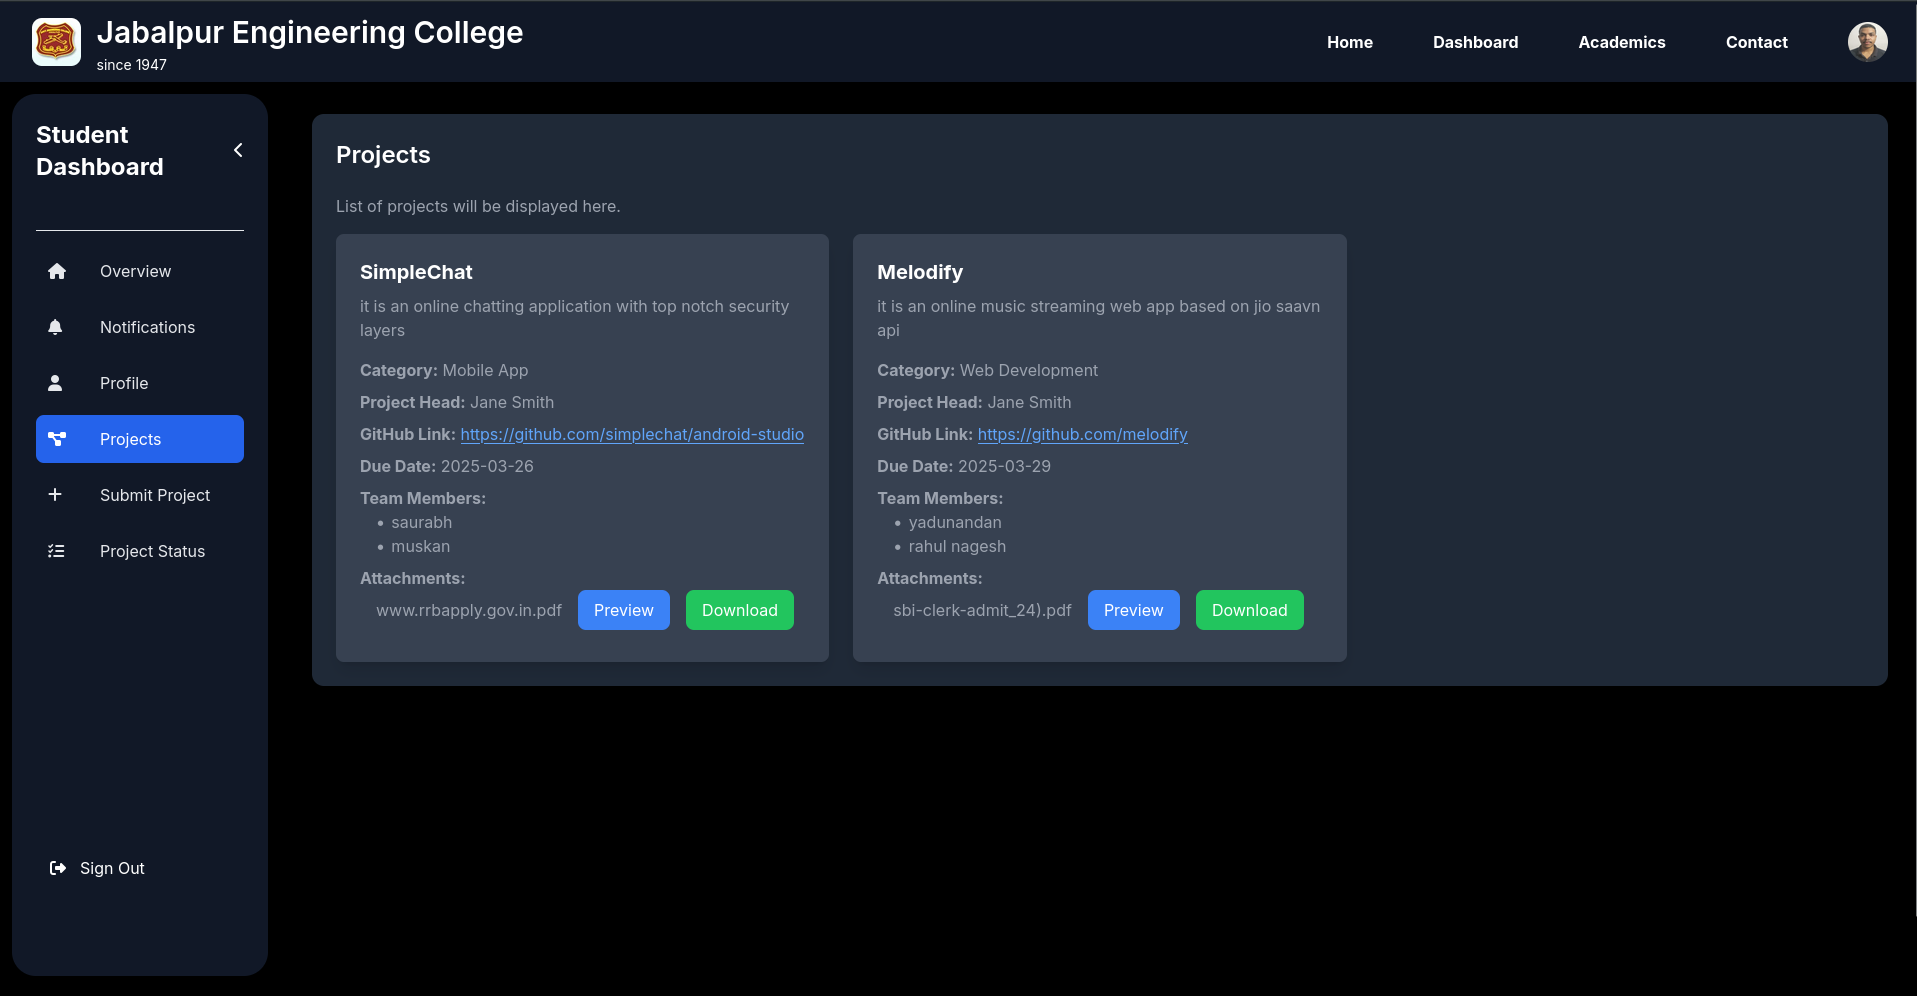 Jabalpur Engineering College
since 1947
Home
Dashboard
Academics
Contact
Student
Dashboard
Overview
Notifications
Profile
Projects
Submit Project
Project Status
Sign Out
Projects
List of projects will be displayed here.
SimpleChat
it is an online chatting application with top notch security
layers
Category: Mobile App
Project Head: Jane Smith
GitHub Link: https://github.com/simplechat/android-studio
Due Date: 2025-03-26
Team Members:
• saurabh
• muskan
Attachments:
www.rrbapply.gov.in.pdf Preview Download
Melodify
it is an online music streaming web app based on jio saavn
api
Category: Web Development
Project Head: Jane Smith
GitHub Link: https://github.com/melodify
Due Date: 2025-03-29
Team Members:
• yadunandan
• rahul nagesh
Attachments:
sbi-clerk-admit_24).pdf Preview Download